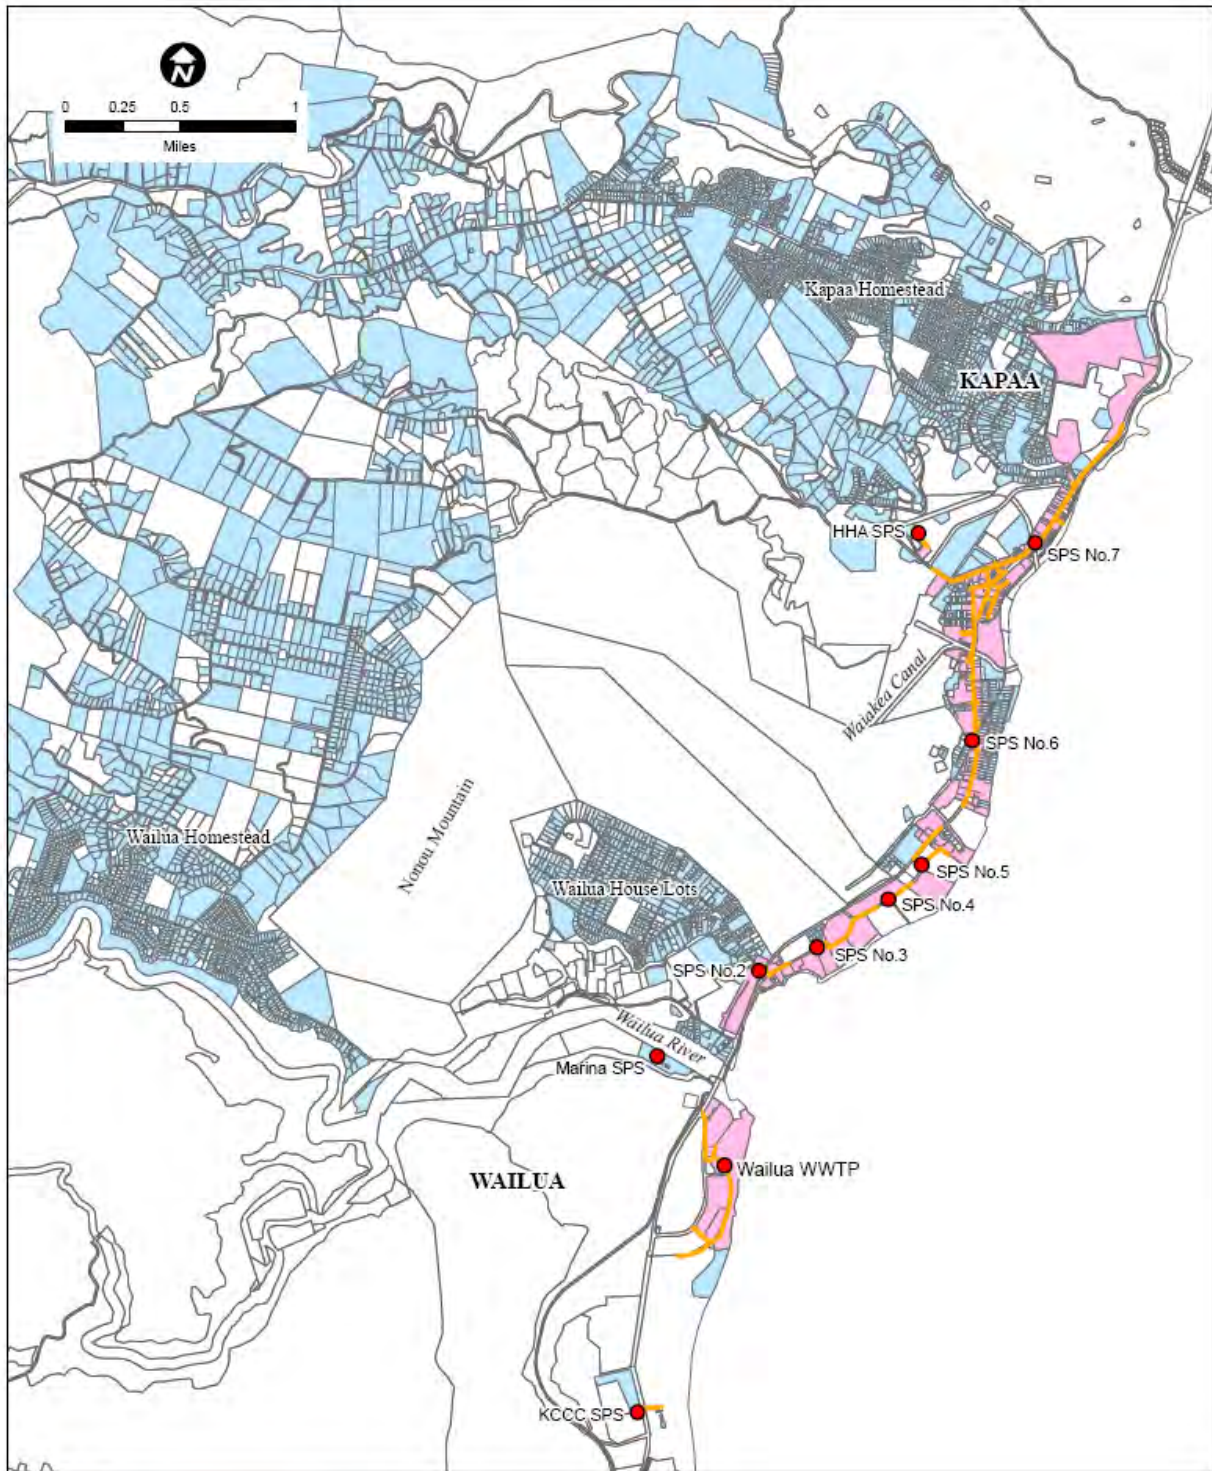 N
0 0.25 0.5 1
Miles
Kapaa Homestead
KAPAA
HHA SPS
SPS No.7
Waiakea Canal
SPS No.6
Nonou Mountain
Wailua Homestead
Wailua House Lots
SPS No.5
SPS No.4
SPS No.3
SPS No.2
Wailua River
Marina SPS
WAILUA
Wailua WWTP
KCCC SPS